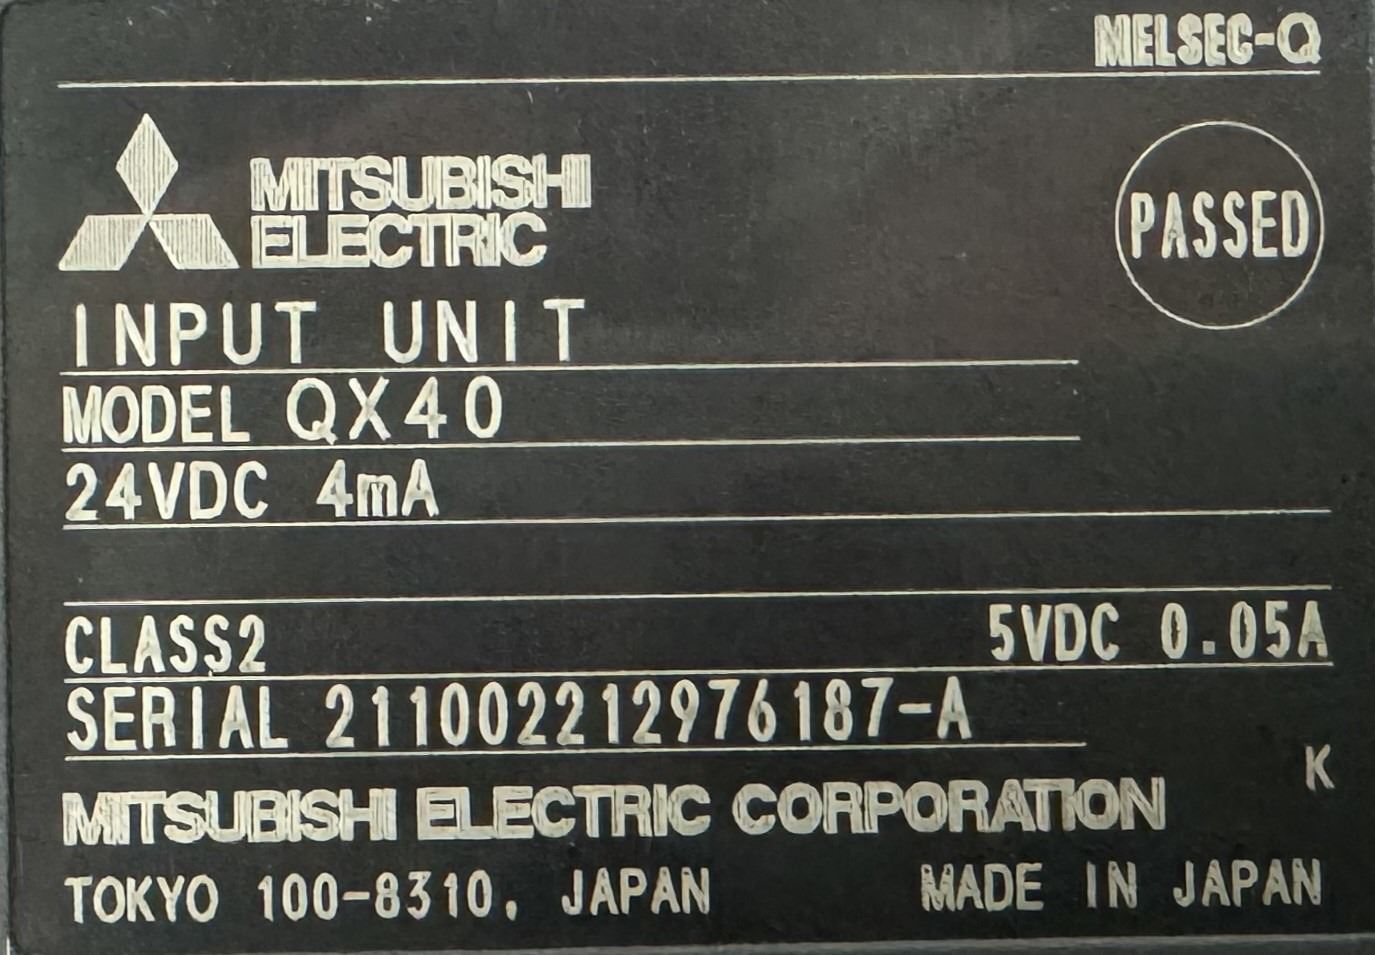 MELSEC-Q
MITSUBISHI
ELECTRIC
PASSED
INPUT UNIT
MODEL QX40
24VDC 4mA
CLASS2 5VDC 0.05A
SERIAL 211002212976187-A
K
MITSUBISHI ELECTRIC CORPORATION
TOKYO 100-8310, JAPAN MADE IN JAPAN